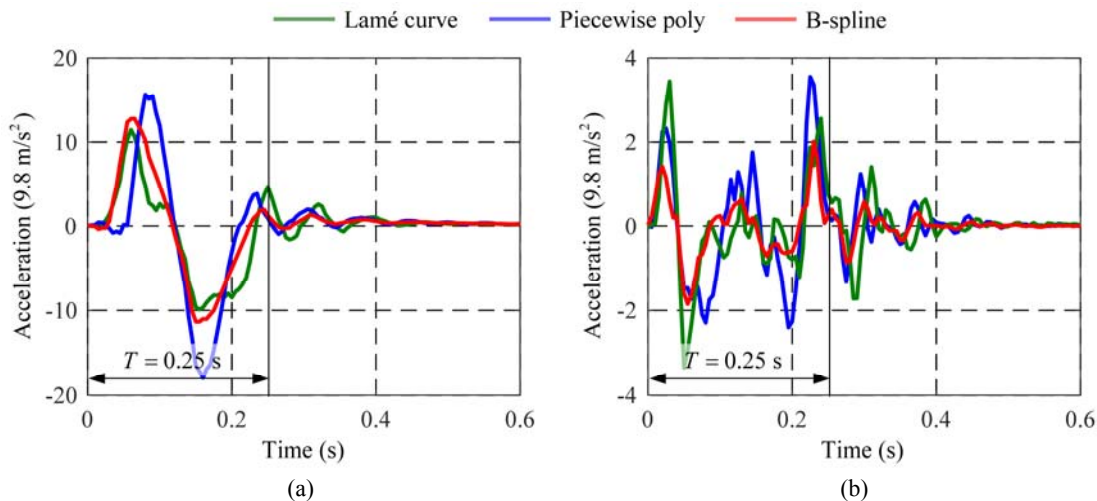 Lamé curve Piecewise poly B-spline
(a)
20
10
0
-10
-20
Acceleration (9.8 m/s²)
T = 0.25 s
0 0.2 0.4 0.6
Time (s)
(b)
4
2
0
-2
-4
Acceleration (9.8 m/s²)
T = 0.25 s
0 0.2 0.4 0.6
Time (s)